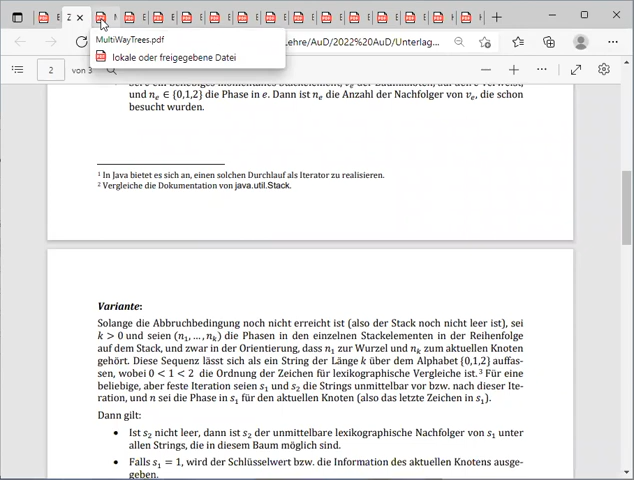 MultiWayTrees.pdf
lokale oder freigegebene Datei
Lehre/AuD/2022%20AuD/Unterlag...
2 von 3
und nₑ ∈ {0,1,2} die Phase in e. Dann ist nₑ die Anzahl der Nachfolger von vₑ, die schon
besucht wurden.
¹ In Java bietet es sich an, einen solchen Durchlauf als Iterator zu realisieren.
² Vergleiche die Dokumentation von java.util.Stack.
Variante:
Solange die Abbruchbedingung noch nicht erreicht ist (also der Stack noch nicht leer ist), sei
k > 0 und seien (n₁, …, nₖ) die Phasen in den einzelnen Stackelementen in der Reihenfolge
auf dem Stack, und zwar in der Orientierung, dass n₁ zur Wurzel und nₖ zum aktuellen Knoten
gehört. Diese Sequenz lässt sich als ein String der Länge k über dem Alphabet {0,1,2} auffas-
sen, wobei 0 < 1 < 2 die Ordnung der Zeichen für lexikographische Vergleiche ist.³ Für eine
beliebige, aber feste Iteration seien s₁ und s₂ die Strings unmittelbar vor bzw. nach dieser Ite-
ration, und n sei die Phase in s₁ für den aktuellen Knoten (also das letzte Zeichen in s₁).
Dann gilt:
• Ist s₂ nicht leer, dann ist s₂ der unmittelbare lexikographische Nachfolger von s₁ unter
allen Strings, die in diesem Baum möglich sind.
• Falls s₁ = 1, wird der Schlüsselwert bzw. die Information des aktuellen Knotens ausge-
geben.